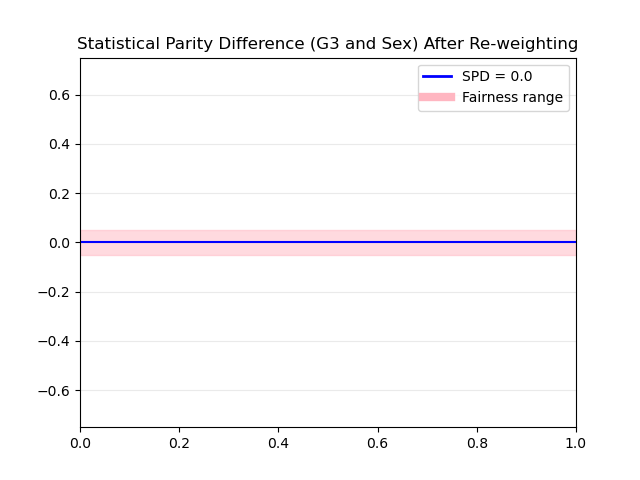 Statistical Parity Difference (G3 and Sex) After Re-weighting
SPD = 0.0
Fairness range
0.6
0.4
0.2
0.0
−0.2
−0.4
−0.6
0.0 0.2 0.4 0.6 0.8 1.0